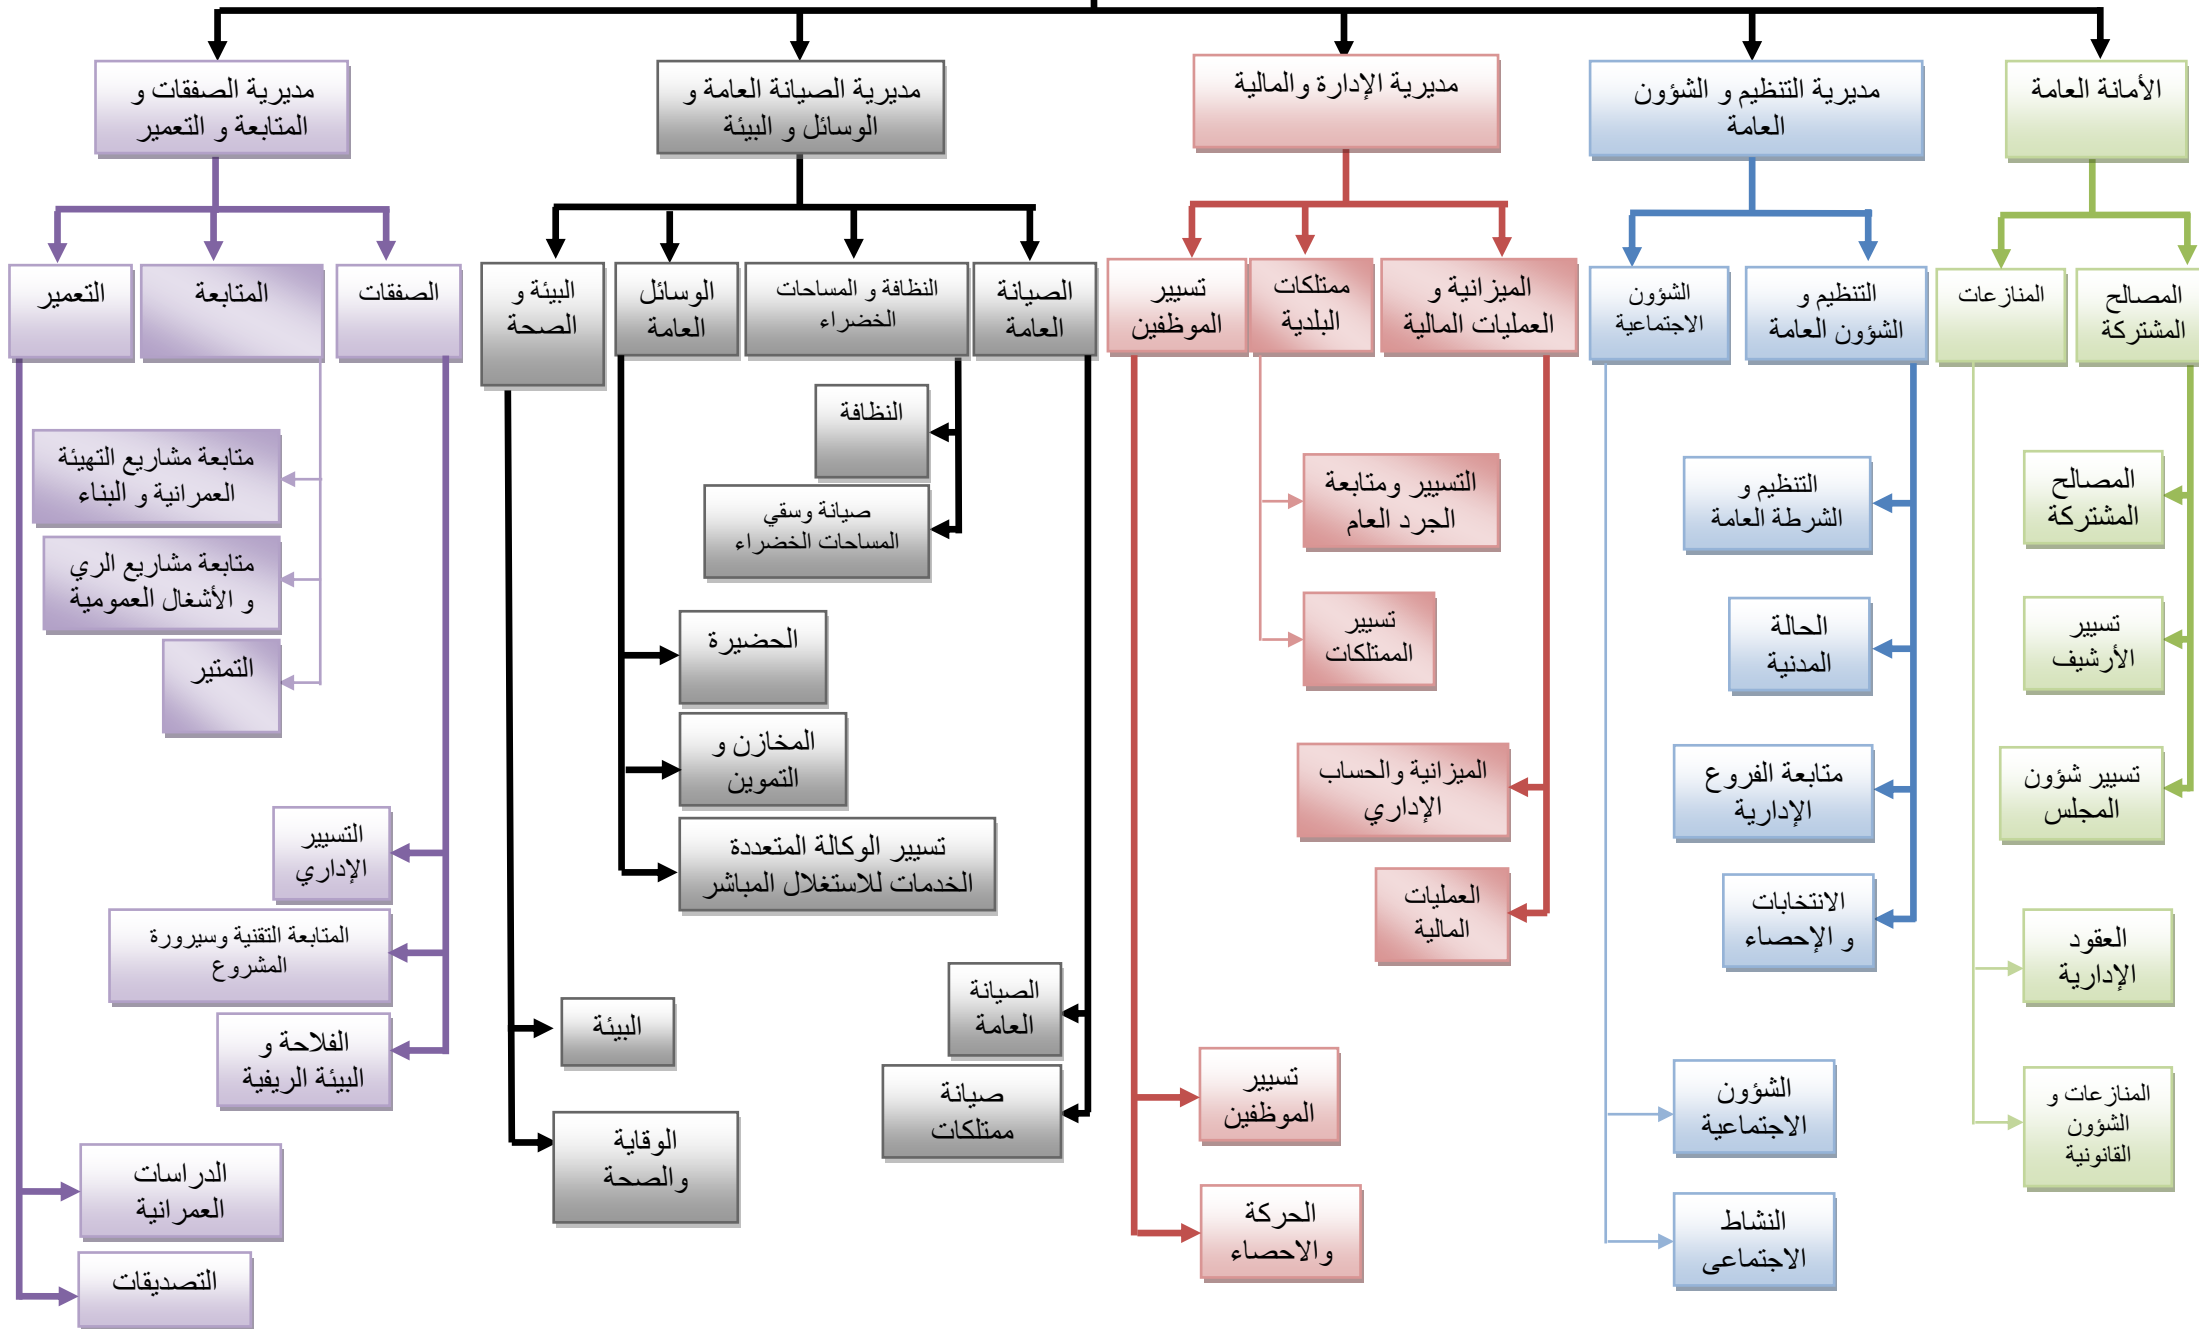 الأمانة العامة
مديرية التنظيم و الشؤون
العامة
مديرية الإدارة والمالية
مديرية الصيانة العامة و
الوسائل و البيئة
مديرية الصفقات و
المتابعة و التعمير
المصالح
المشتركة
المنازعات
التنظيم و
الشؤون العامة
الشؤون
الاجتماعية
الميزانية و
العمليات المالية
ممتلكات
البلدية
تسيير
الموظفين
الصيانة
العامة
النظافة و المساحات
الخضراء
الوسائل
العامة
البيئة و
الصحة
الصفقات
المتابعة
التعمير
المصالح
المشتركة
تسيير
الأرشيف
تسيير شؤون
المجلس
العقود
الإدارية
المنازعات و
الشؤون
القانونية
التنظيم و
الشرطة العامة
الحالة
المدنية
متابعة الفروع
الإدارية
الانتخابات
و الإحصاء
الشؤون
الاجتماعية
النشاط
الاجتماعى
التسيير ومتابعة
الجرد العام
تسيير
الممتلكات
الميزانية والحساب
الإداري
العمليات
المالية
تسيير
الموظفين
الحركة
والاحصاء
النظافة
صيانة وسقي
المساحات الخضراء
الحضيرة
المخازن و
التموين
تسيير الوكالة المتعددة
الخدمات للاستغلال المباشر
الصيانة
العامة
صيانة
ممتلكات
البيئة
الوقاية
والصحة
متابعة مشاريع التهيئة
العمرانية و البناء
متابعة مشاريع الري
و الأشغال العمومية
التمتير
التسيير
الإداري
المتابعة التقنية وسيرورة
المشروع
الفلاحة و
البيئة الريفية
الدراسات
العمرانية
التصديقات